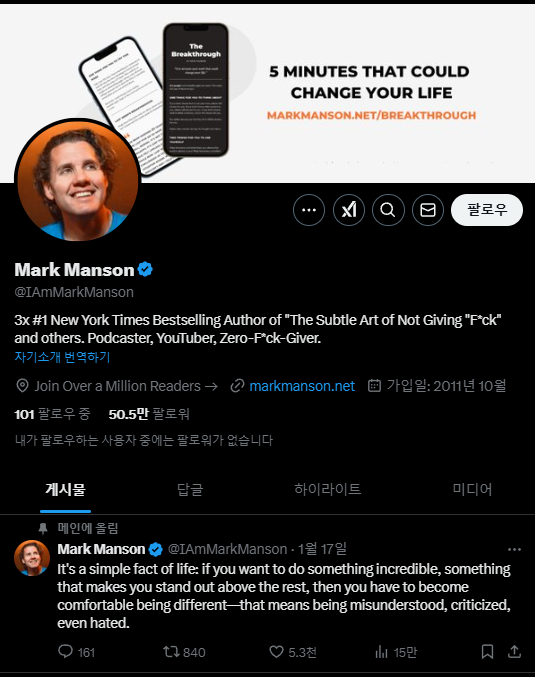 The
Breakthrough
5 MINUTES THAT COULD
CHANGE YOUR LIFE
MARKMANSON.NET/BREAKTHROUGH
팔로우
Mark Manson
@IAmMarkManson
3x #1 New York Times Bestselling Author of "The Subtle Art of Not Giving "F*ck"
and others. Podcaster, YouTuber, Zero-F*ck-Giver.
자기소개 번역하기
Join Over a Million Readers → markmanson.net 가입일: 2011년 10월
101 팔로우 중 50.5만 팔로워
내가 팔로우하는 사용자 중에는 팔로워가 없습니다
게시물 답글 하이라이트 미디어
메인에 올림
Mark Manson @IAmMarkManson · 1월 17일
It's a simple fact of life: if you want to do something incredible, something
that makes you stand out above the rest, then you have to become
comfortable being different—that means being misunderstood, criticized,
even hated.
161 840 5.3천 15만